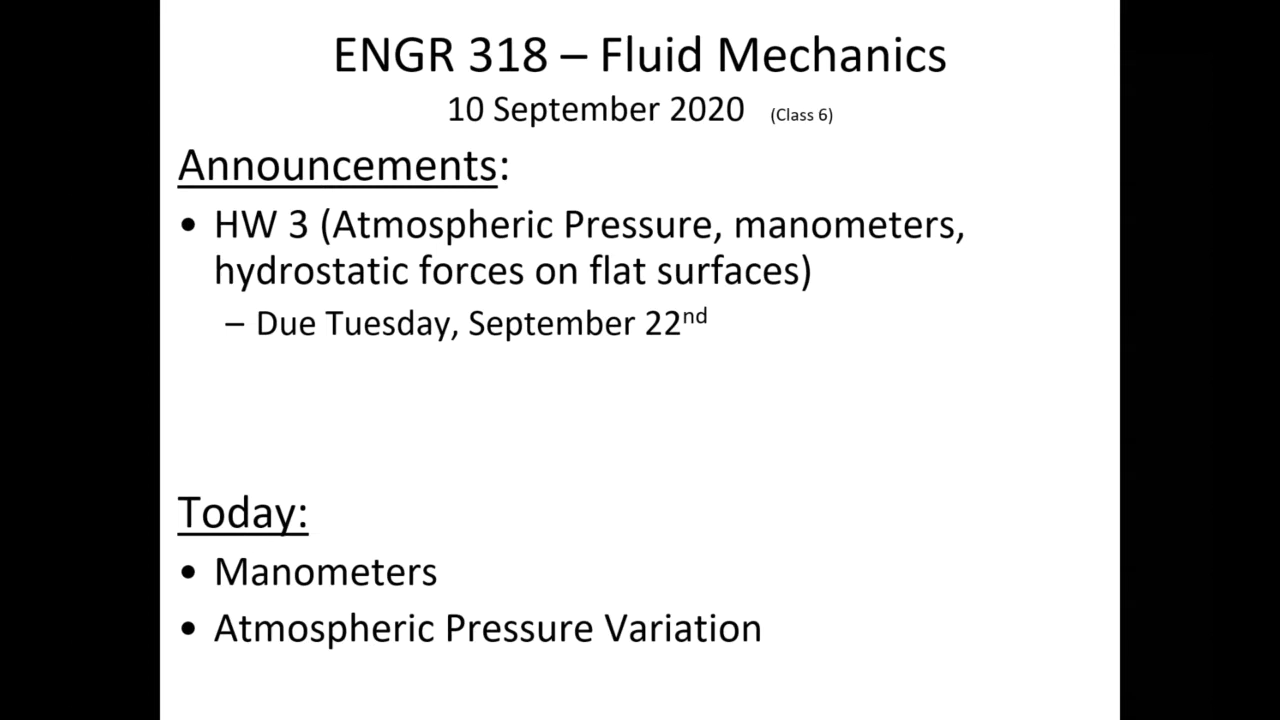 ENGR 318 – Fluid Mechanics
10 September 2020 (Class 6)
Announcements:
• HW 3 (Atmospheric Pressure, manometers,
hydrostatic forces on flat surfaces)
– Due Tuesday, September 22nd
Today:
• Manometers
• Atmospheric Pressure Variation